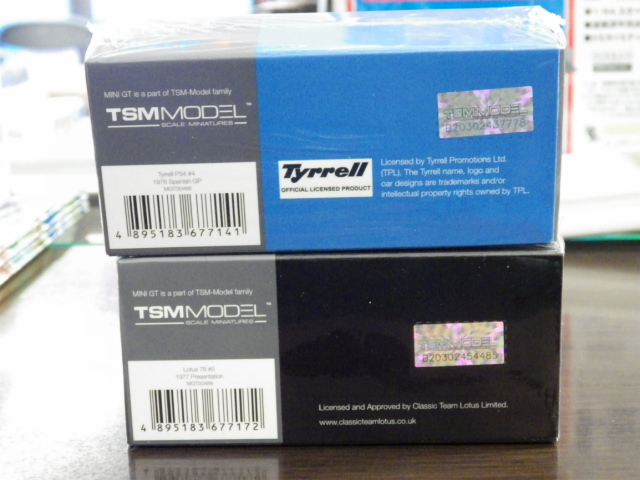 MINI GT is a part of TSM-Model family
TSMMODEL™
SCALE MINIATURES
Tyrrell P34 #4
1976 Spanish GP
4 895183 677141
TSMMODEL
B20302437778
Tyrrell
OFFICIAL LICENSED PRODUCT
Licensed by Tyrrell Promotions Ltd.
(TPL). The Tyrrell name, logo and
car designs are trademarks and/or
intellectual property rights owned by TPL.
MINI GT is a part of TSM-Model family
TSMMODEL™
SCALE MINIATURES
Lotus 79 #5
1977 Presentation
4 895183 677172
TSMMODEL
B20302454485
Licensed and Approved by Classic Team Lotus Limited.
www.classicteamlotus.co.uk